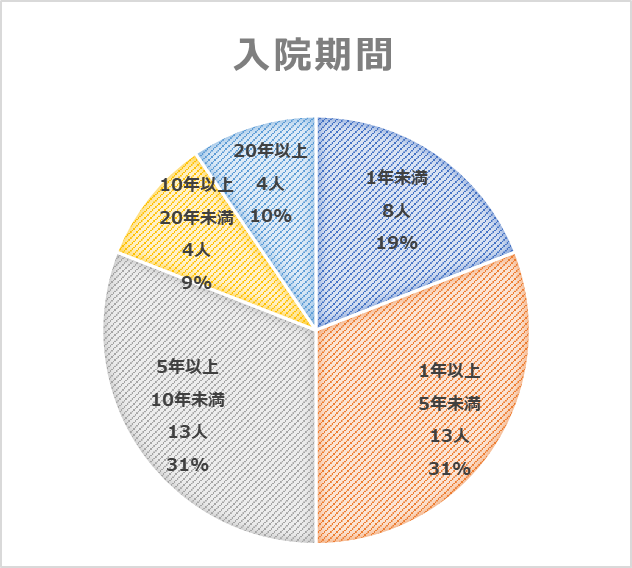 入院期間
1年未満
8人
19%
1年以上
5年未満
13人
31%
5年以上
10年未満
13人
31%
10年以上
20年未満
4人
9%
20年以上
4人
10%